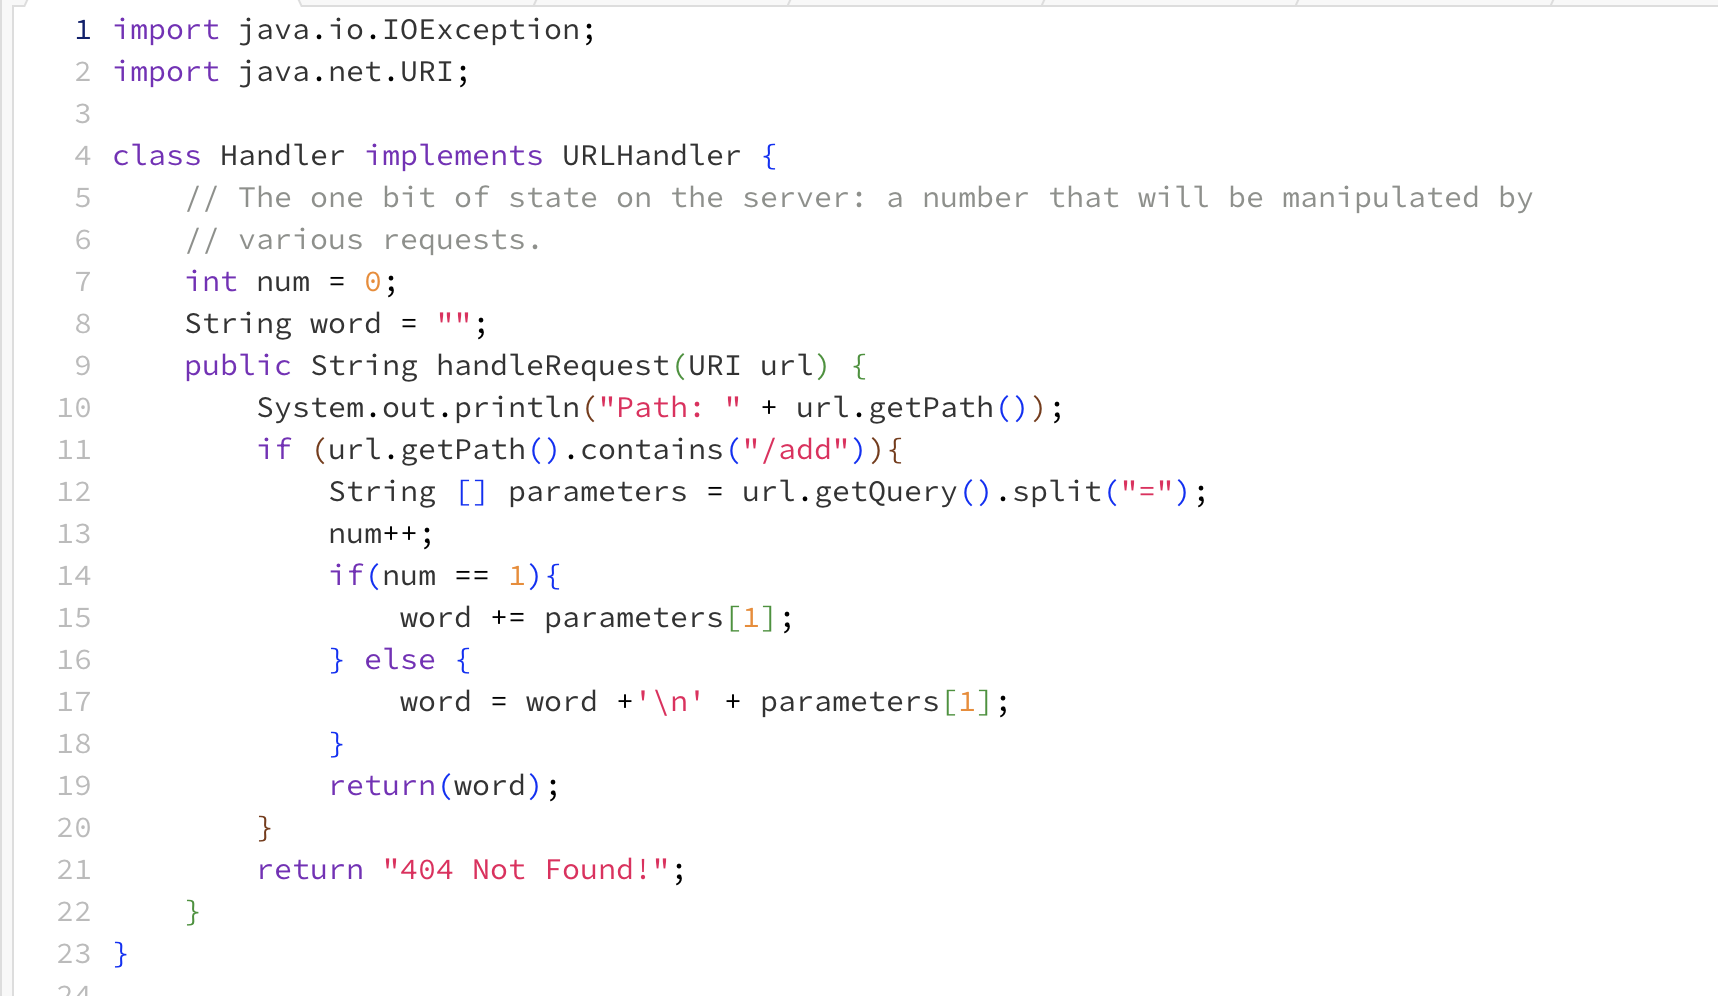 1 import java.io.IOException;
2 import java.net.URI;
3
4 class Handler implements URLHandler {
5     // The one bit of state on the server: a number that will be manipulated by
6     // various requests.
7     int num = 0;
8     String word = "";
9     public String handleRequest(URI url) {
10         System.out.println("Path: " + url.getPath());
11         if (url.getPath().contains("/add")){
12             String [] parameters = url.getQuery().split("=");
13             num++;
14             if(num == 1){
15                 word += parameters[1];
16             } else {
17                 word = word +'\n' + parameters[1];
18             }
19             return(word);
20         }
21         return "404 Not Found!";
22     }
23 }
24